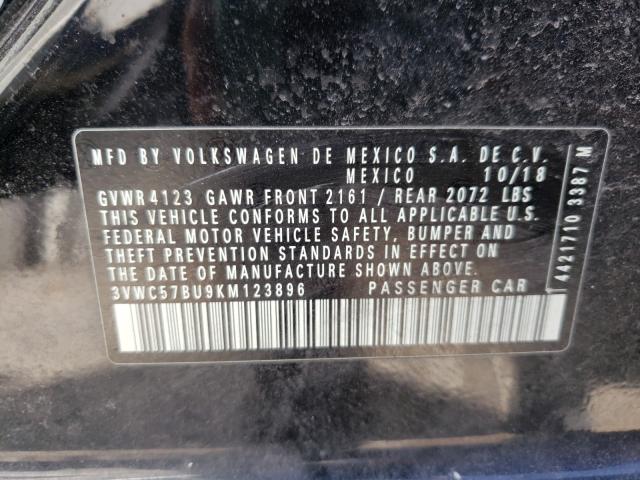 MFD BY VOLKSWAGEN DE MEXICO S.A. DE C.V.
MEXICO 10/18
GVWR 4123 GAWR FRONT 2161 / REAR 2072 LBS
THIS VEHICLE CONFORMS TO ALL APPLICABLE U.S.
FEDERAL MOTOR VEHICLE SAFETY, BUMPER AND
THEFT PREVENTION STANDARDS IN EFFECT ON
THE DATE OF MANUFACTURE SHOWN ABOVE.
3VWC57BU9KM123896 PASSENGER CAR
4421710 3387 M